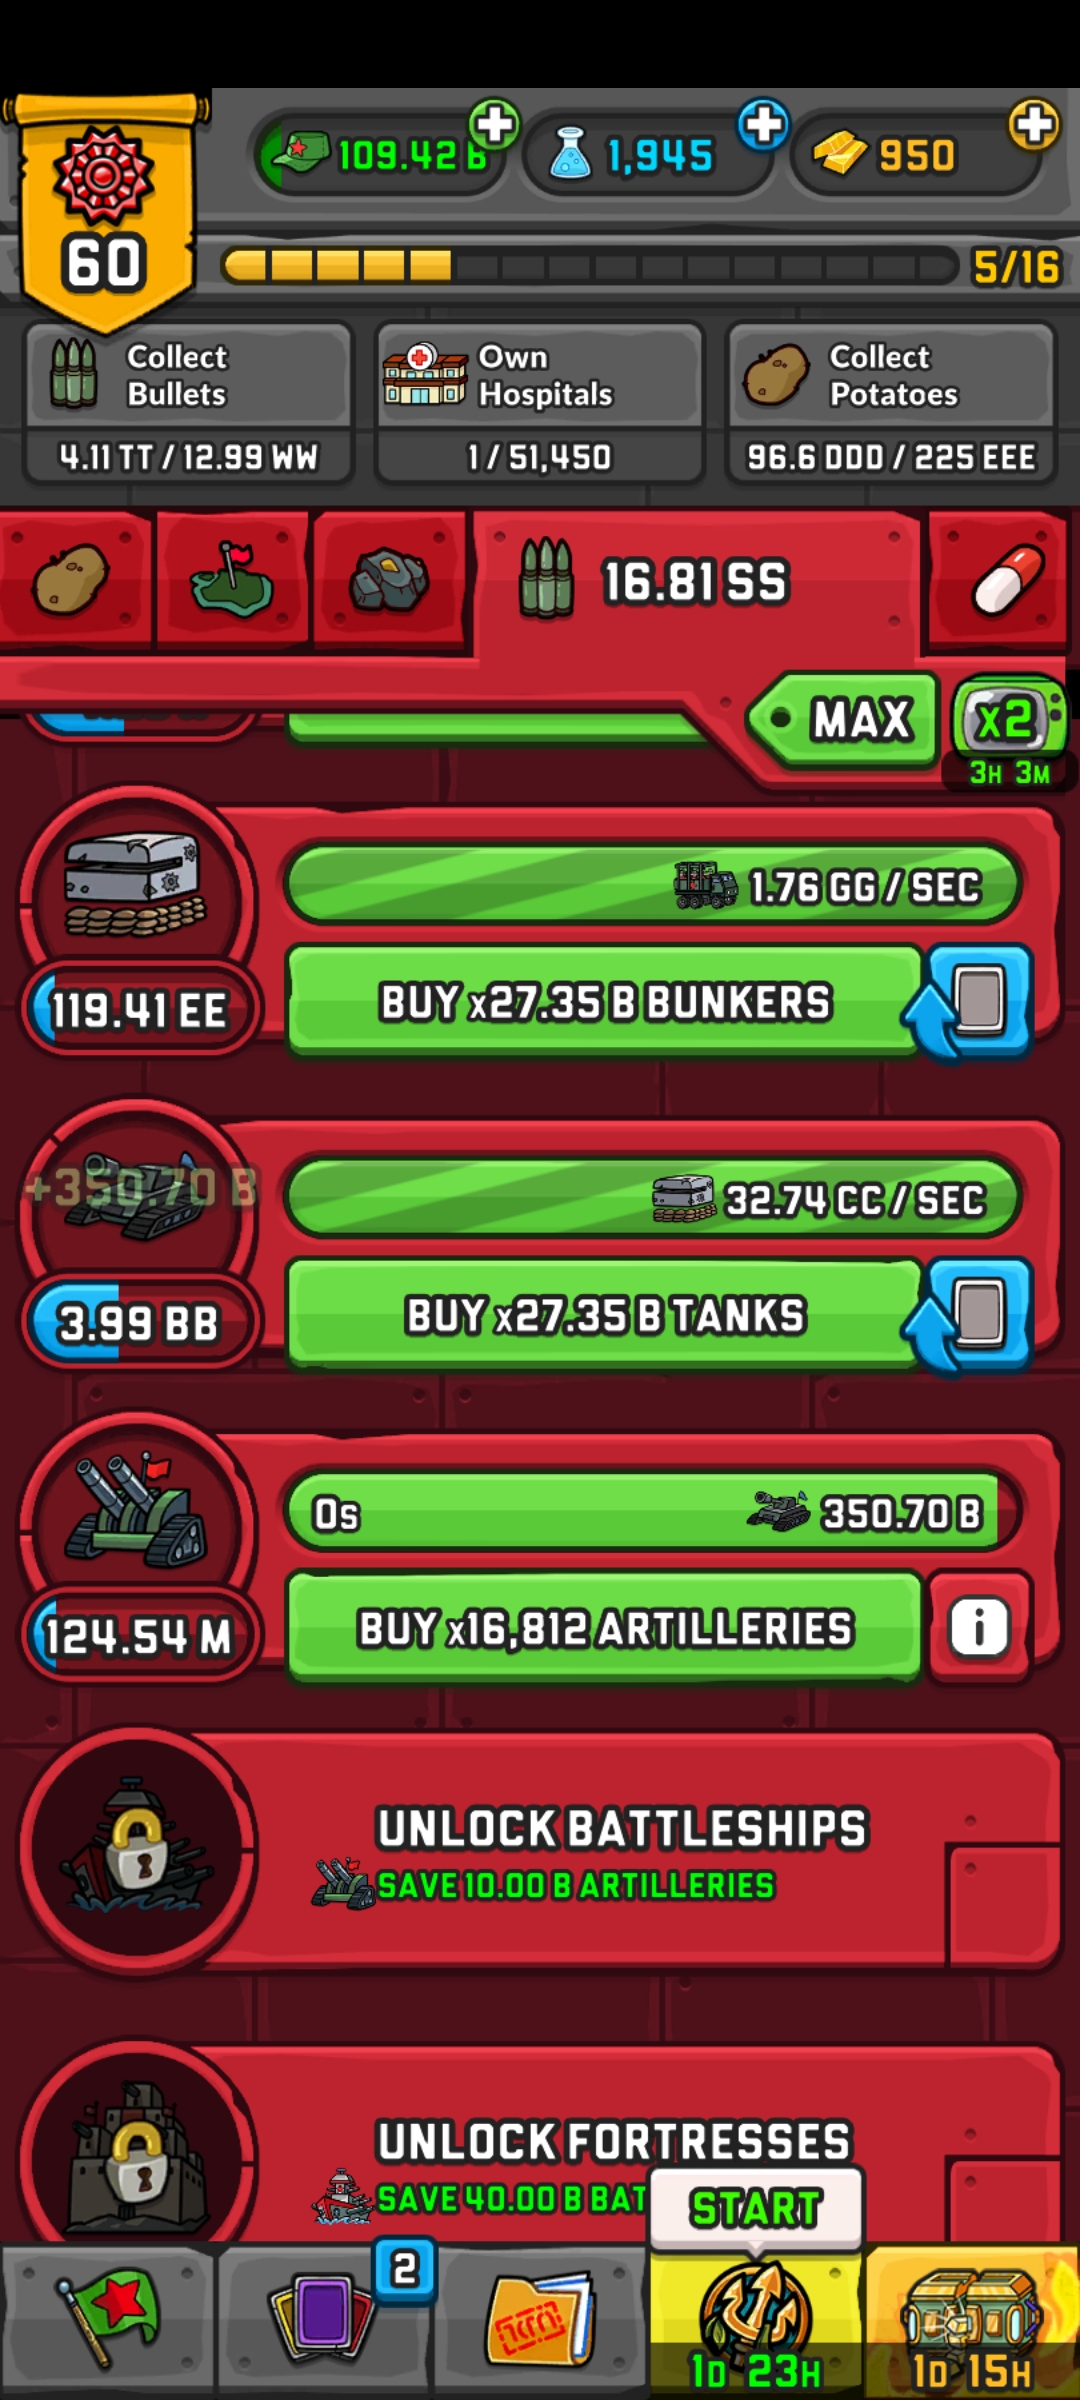 109.42 B
1,945
950
60
5/16
Collect
Bullets
4.11 TT / 12.99 WW
Own
Hospitals
1 / 51,450
Collect
Potatoes
96.6 DDD / 225 EEE
16.81 SS
MAX
x2
3H 3M
1.76 GG / SEC
119.41 EE
BUY x27.35 B BUNKERS
+350.70 B
32.74 CC / SEC
3.99 BB
BUY x27.35 B TANKS
0s
350.70 B
124.54 M
BUY x16,812 ARTILLERIES
i
UNLOCK BATTLESHIPS
SAVE 10.00 B ARTILLERIES
UNLOCK FORTRESSES
SAVE 40.00 B BAT
START
2
1D 23H
1D 15H